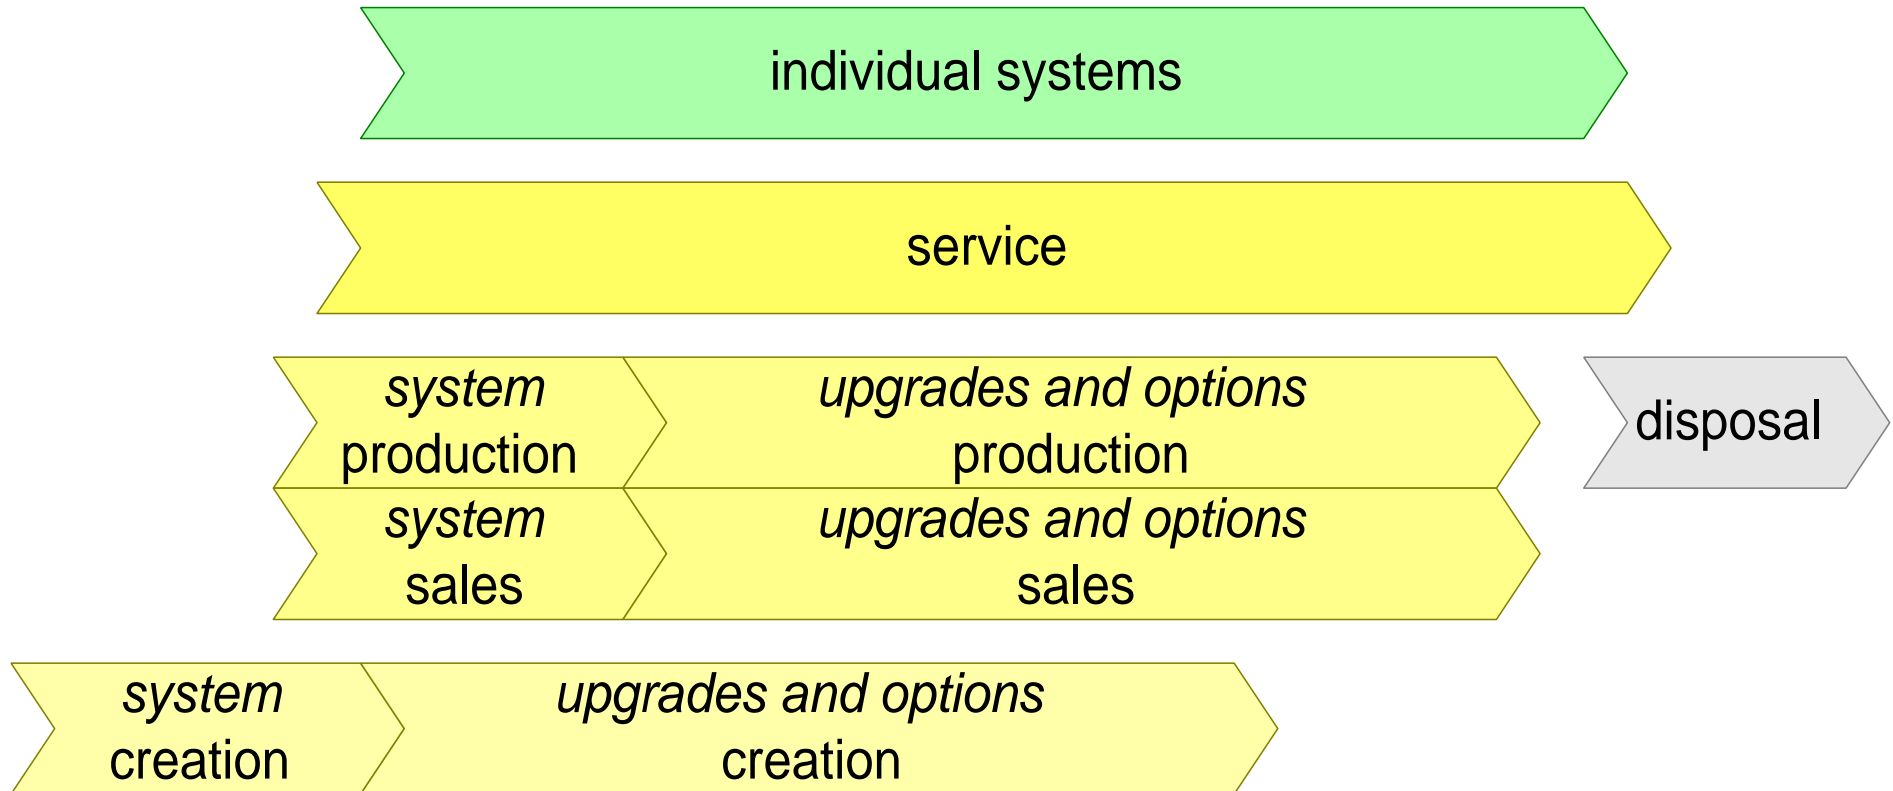 individual systems
service
system
production
upgrades and options
production
disposal
system
sales
upgrades and options
sales
system
creation
upgrades and options
creation